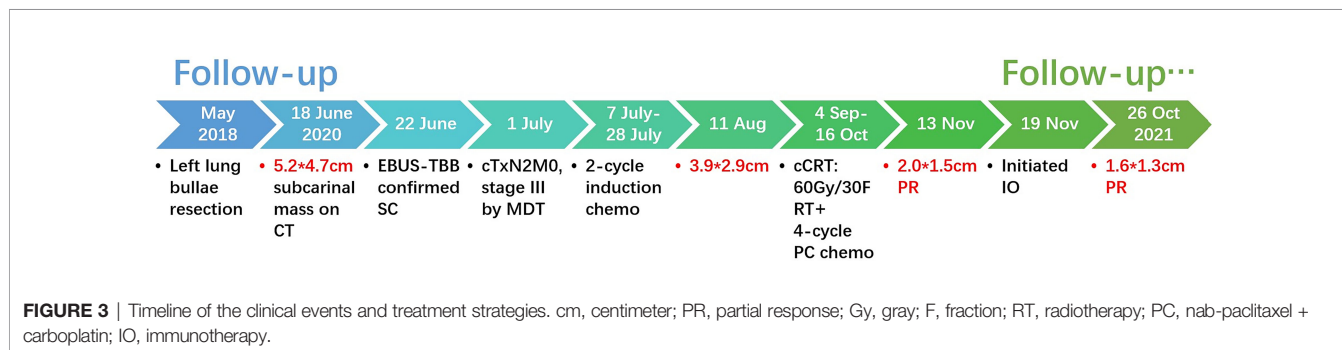 Follow-up
Follow-up···
May
2018
18 June
2020
22 June
1 July
7 July-
28 July
11 Aug
4 Sep-
16 Oct
13 Nov
19 Nov
26 Oct
2021
• Left lung
bullae
resection
• 5.2*4.7cm
subcarinal
mass on
CT
• EBUS-TBB
confirmed
SC
• cTxN2M0,
stage III
by MDT
• 2-cycle
induction
chemo
• 3.9*2.9cm
• cCRT:
60Gy/30F
RT+
4-cycle
PC chemo
• 2.0*1.5cm
PR
• Initiated
IO
• 1.6*1.3cm
PR
FIGURE 3 | Timeline of the clinical events and treatment strategies. cm, centimeter; PR, partial response; Gy, gray; F, fraction; RT, radiotherapy; PC, nab-paclitaxel +
carboplatin; IO, immunotherapy.